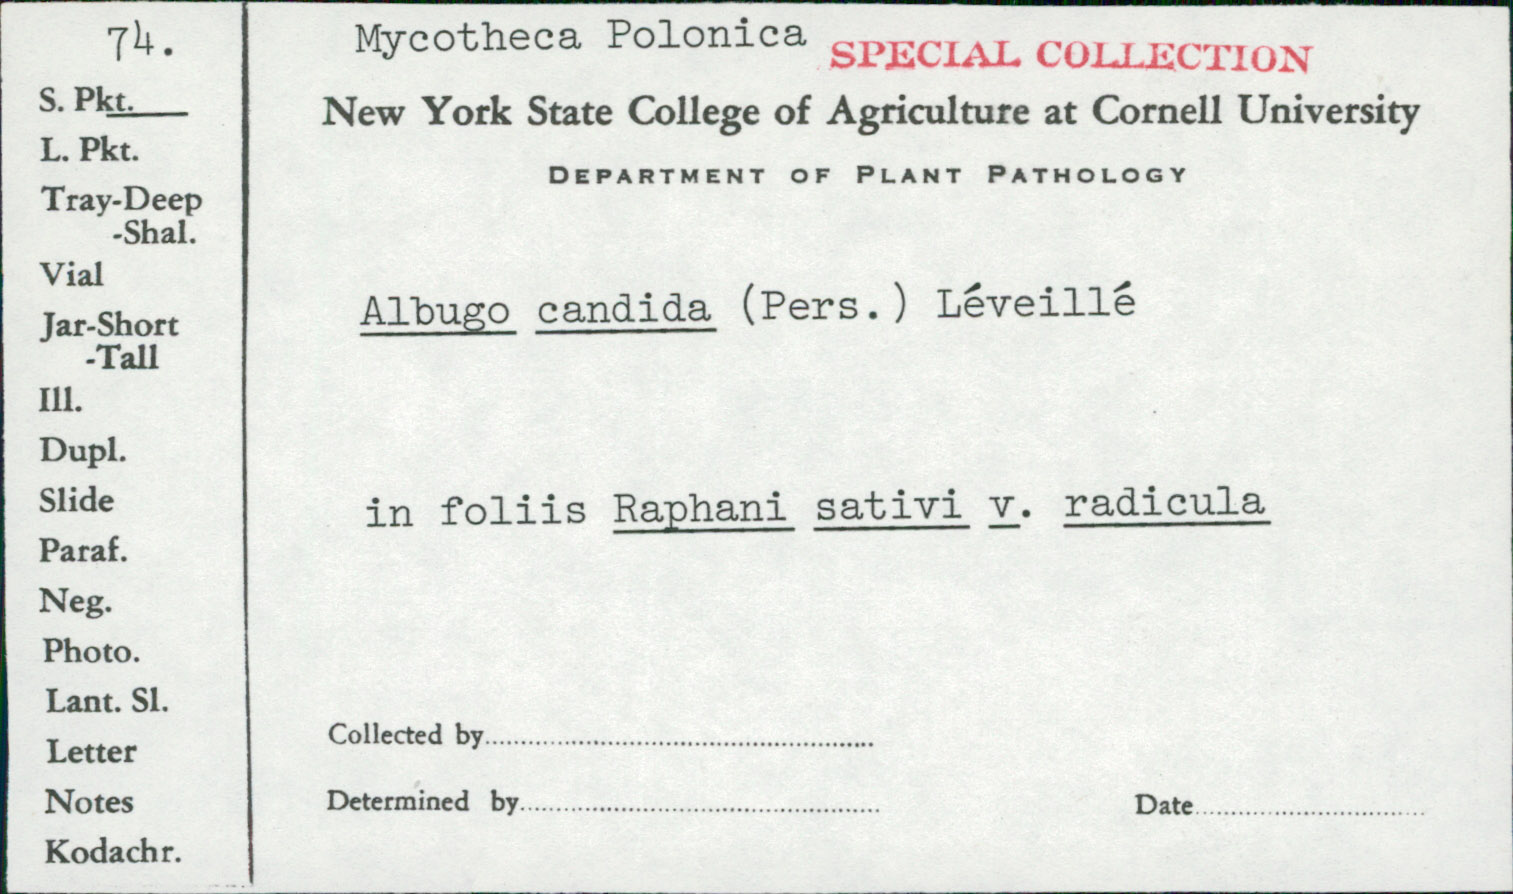 74.
S. Pkt.
L. Pkt.
Tray-Deep
-Shal.
Vial
Jar-Short
-Tall
Ill.
Dupl.
Slide
Paraf.
Neg.
Photo.
Lant. Sl.
Letter
Notes
Kodachr.
Mycotheca Polonica SPECIAL COLLECTION
New York State College of Agriculture at Cornell University
DEPARTMENT OF PLANT PATHOLOGY
Albugo candida (Pers.) Léveillé
in foliis Raphani sativi v. radicula
Collected by
Determined by
Date